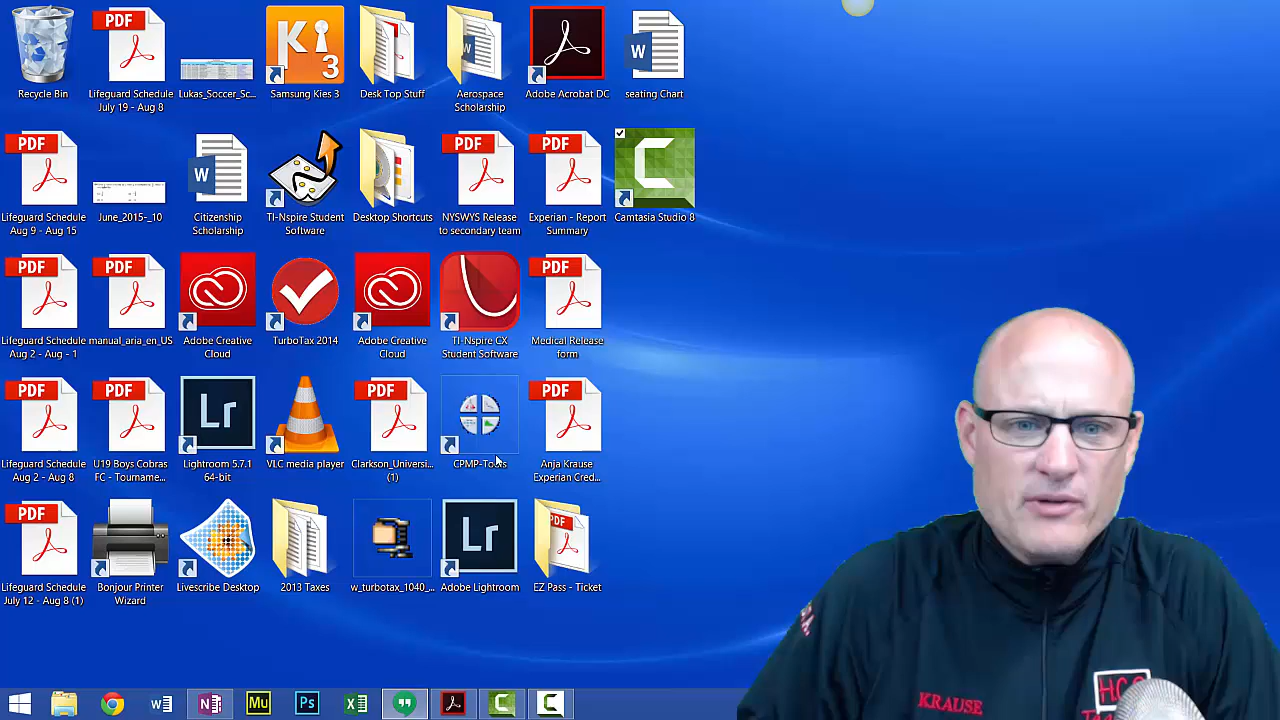 Recycle Bin
PDF
Lifeguard Schedule
July 19 - Aug 8
Lukas_Soccer_Sc...
Ki
3
Samsung Kies 3
Desk Top Stuff
W
Aerospace
Scholarship
Adobe Acrobat DC
W
seating Chart
PDF
Lifeguard Schedule
Aug 9 - Aug 15
June_2015-_10
W
Citizenship
Scholarship
TI-Nspire Student
Software
Desktop Shortcuts
PDF
NYSWYS Release
to secondary team
PDF
Experian - Report
Summary
C
Camtasia Studio 8
PDF
Lifeguard Schedule
Aug 2 - Aug - 1
PDF
manual_aria_en_US
Adobe Creative
Cloud
TurboTax 2014
Adobe Creative
Cloud
TI-Nspire CX
Student Software
PDF
Medical Release
form
PDF
Lifeguard Schedule
Aug 2 - Aug 8
PDF
U19 Boys Cobras
FC - Tourname...
Lr
Lightroom 5.7.1
64-bit
VLC media player
PDF
Clarkson_Universi...
(1)
CPMP-Tools
PDF
Anja Krause
Experian Cred...
PDF
Lifeguard Schedule
July 12 - Aug 8 (1)
Bonjour Printer
Wizard
Livescribe Desktop
2013 Taxes
w_turbotax_1040_...
Lr
Adobe Lightroom
PDF
EZ Pass - Ticket
W
N
Mu
Ps
X
C
C
KRAUSE